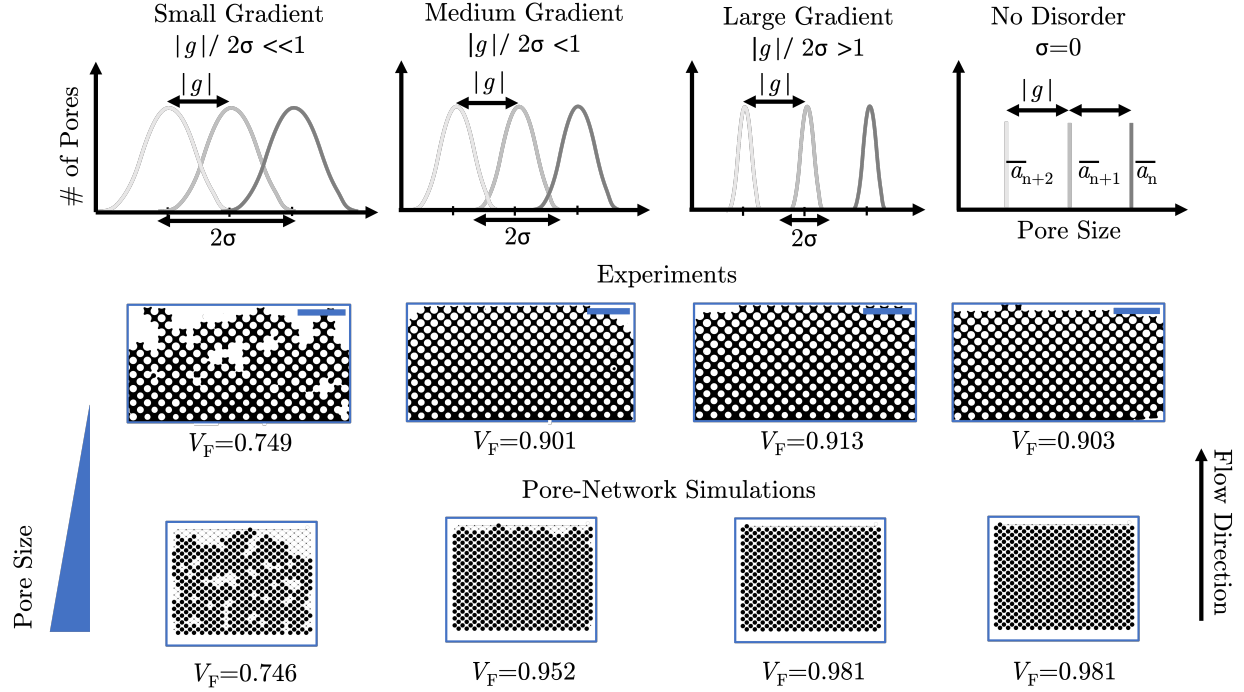 Small Gradient
|g|/ 2σ <<1
Medium Gradient
|g|/ 2σ <1
Large Gradient
|g|/ 2σ >1
No Disorder
σ=0
# of Pores
|g|
2σ
|g|
2σ
|g|
2σ
|g|
a̅n+2
a̅n+1
a̅n
Pore Size
Experiments
VF=0.749
VF=0.901
VF=0.913
VF=0.903
Pore-Network Simulations
Pore Size
Flow Direction
VF=0.746
VF=0.952
VF=0.981
VF=0.981